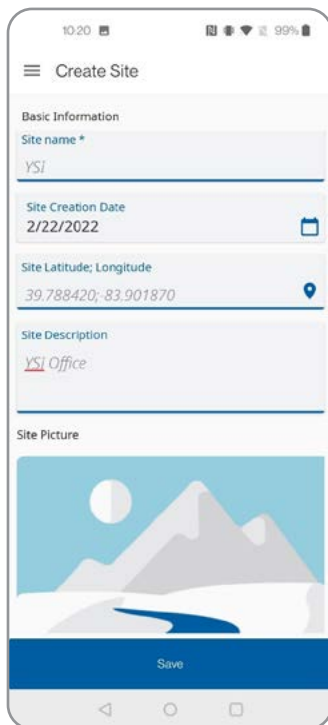 10:20
99%
Create Site
Basic Information
Site name *
YSI
Site Creation Date
2/22/2022
Site Latitude; Longitude
39.788420;-83.901870
Site Description
YSI Office
Site Picture
Save